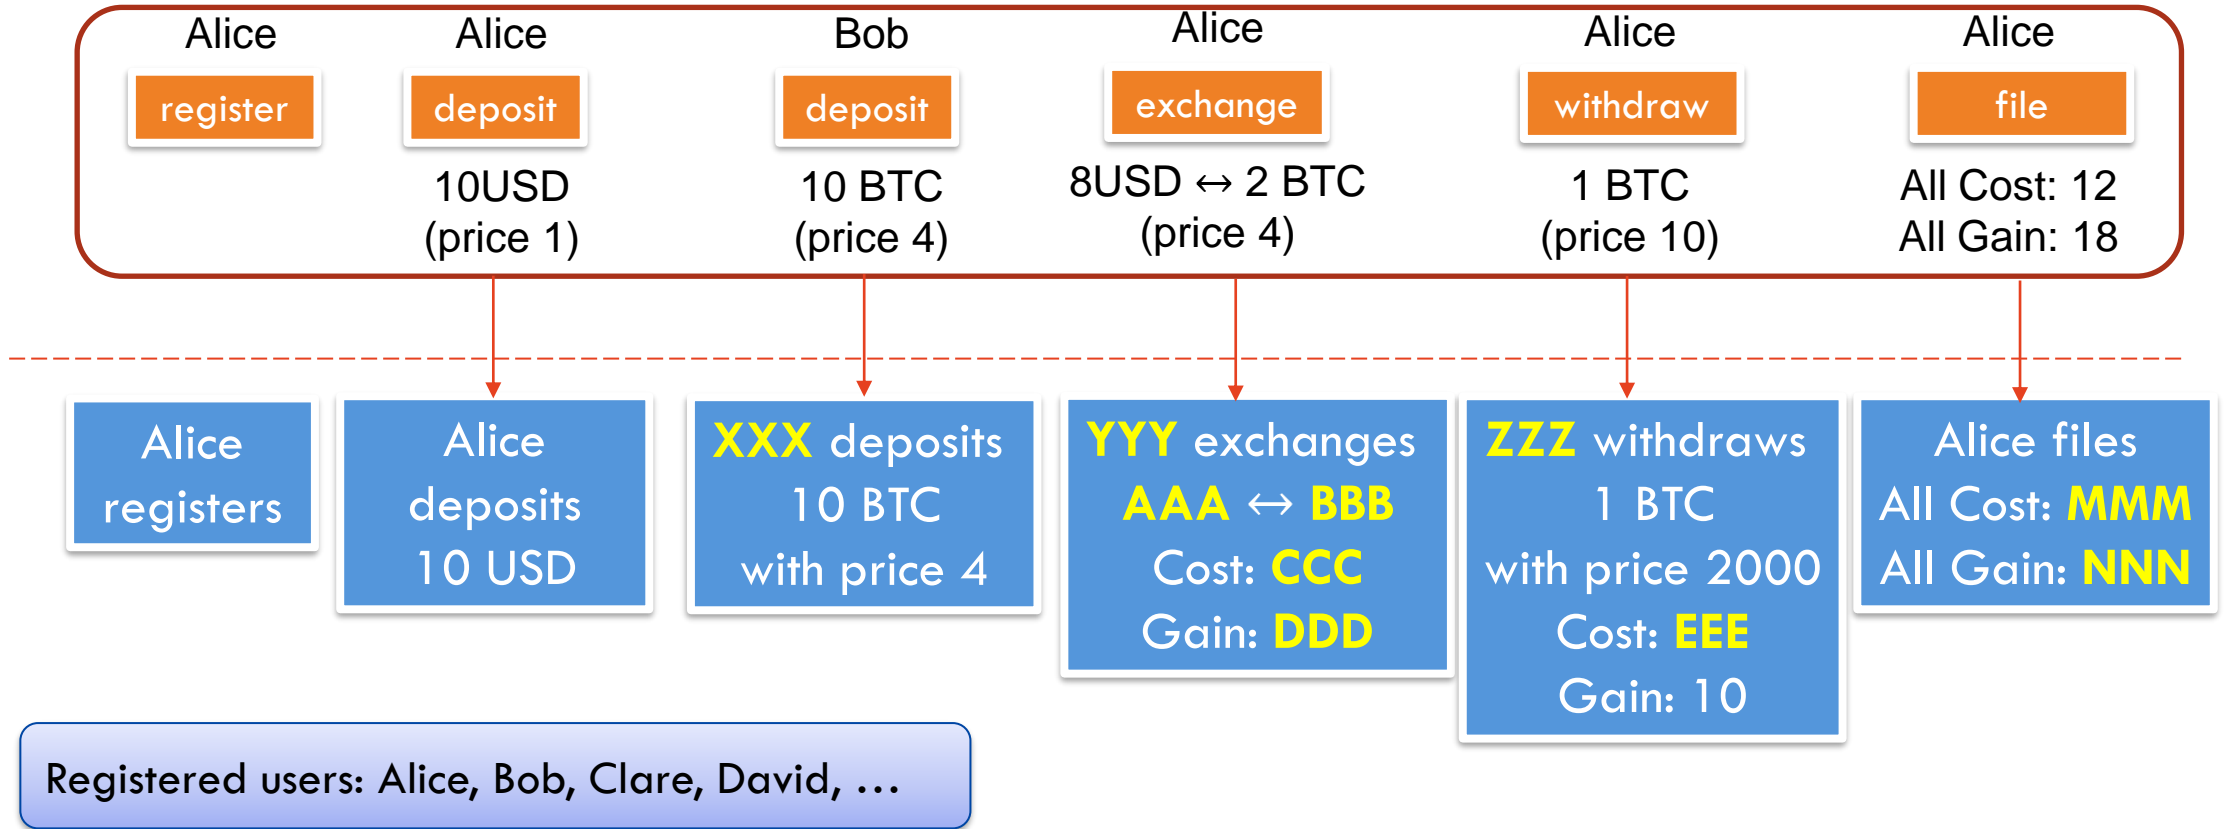 Alice
register
Alice
deposit
10USD
(price 1)
Bob
deposit
10 BTC
(price 4)
Alice
exchange
8USD ↔ 2 BTC
(price 4)
Alice
withdraw
1 BTC
(price 10)
Alice
file
All Cost: 12
All Gain: 18
Alice
registers
Alice
deposits
10 USD
XXX deposits
10 BTC
with price 4
YYY exchanges
AAA ↔ BBB
Cost: CCC
Gain: DDD
ZZZ withdraws
1 BTC
with price 2000
Cost: EEE
Gain: 10
Alice files
All Cost: MMM
All Gain: NNN
Registered users: Alice, Bob, Clare, David, ...